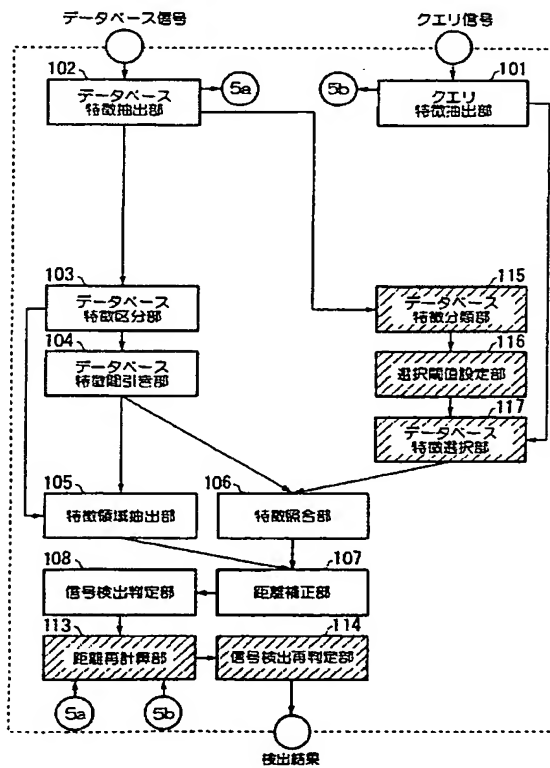 データベース信号
クエリ信号
102
データベース
特徴抽出部
5a
5b
101
クエリ
特徴抽出部
103
データベース
特徴区分部
104
データベース
特徴間引き部
115
データベース
特徴分類部
116
選択閾値設定部
117
データベース
特徴選択部
105
特徴領域抽出部
106
特徴照合部
108
信号検出判定部
107
距離補正部
113
距離再計算部
114
信号検出再判定部
5a
5b
検出結果